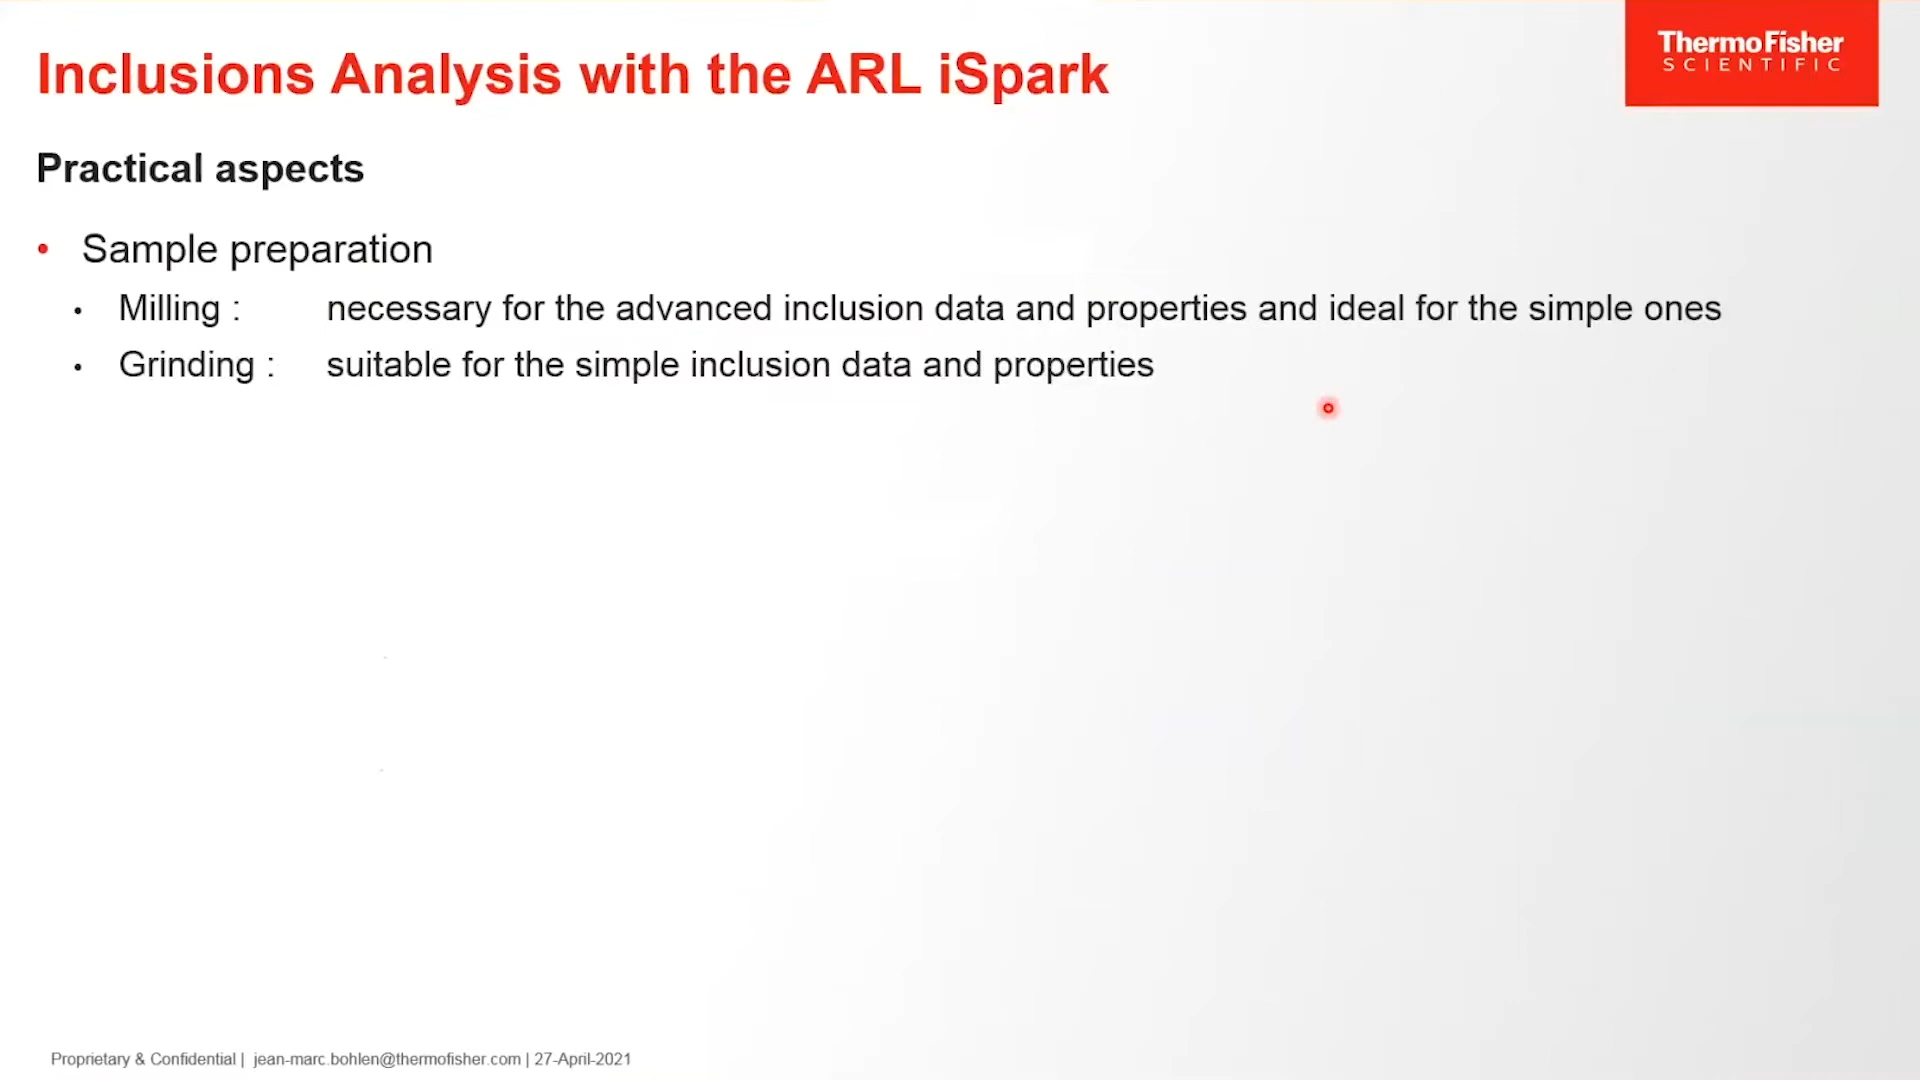 Inclusions Analysis with the ARL iSpark
ThermoFisher
SCIENTIFIC
Practical aspects
• Sample preparation
• Milling : necessary for the advanced inclusion data and properties and ideal for the simple ones
• Grinding : suitable for the simple inclusion data and properties
Proprietary & Confidential | jean-marc.bohlen@thermofisher.com | 27-April-2021